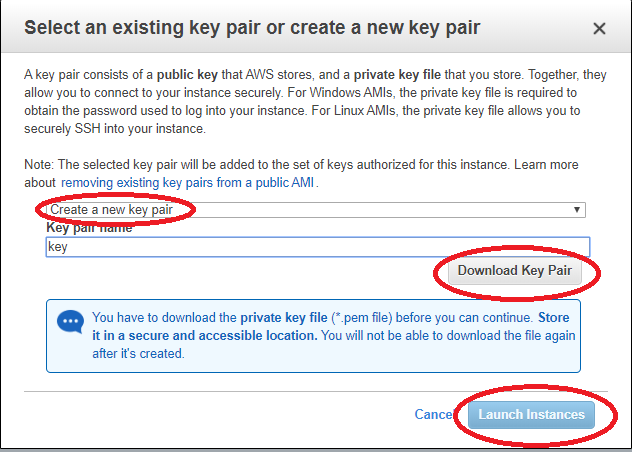 Select an existing key pair or create a new key pair
A key pair consists of a public key that AWS stores, and a private key file that you store. Together, they
allow you to connect to your instance securely. For Windows AMIs, the private key file is required to
obtain the password used to log into your instance. For Linux AMIs, the private key file allows you to
securely SSH into your instance.
Note: The selected key pair will be added to the set of keys authorized for this instance. Learn more
about removing existing key pairs from a public AMI.
Create a new key pair
Key pair name
key
Download Key Pair
You have to download the private key file (*.pem file) before you can continue. Store
it in a secure and accessible location. You will not be able to download the file again
after it's created.
Cancel Launch Instances